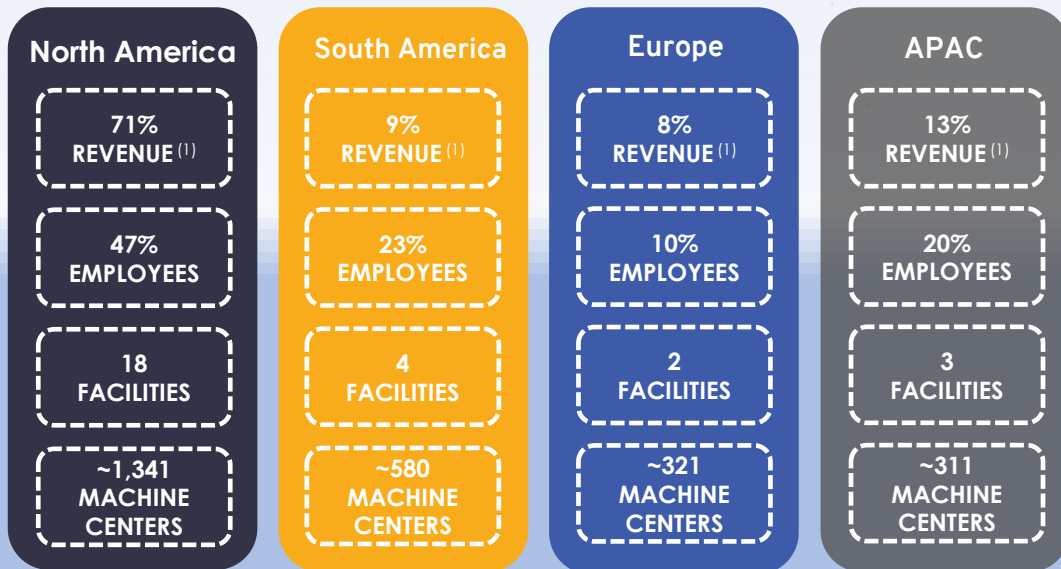 North America
71%
REVENUE (1)
47%
EMPLOYEES
18
FACILITIES
~1,341
MACHINE
CENTERS
South America
9%
REVENUE (1)
23%
EMPLOYEES
4
FACILITIES
~580
MACHINE
CENTERS
Europe
8%
REVENUE (1)
10%
EMPLOYEES
2
FACILITIES
~321
MACHINE
CENTERS
APAC
13%
REVENUE (1)
20%
EMPLOYEES
3
FACILITIES
~311
MACHINE
CENTERS